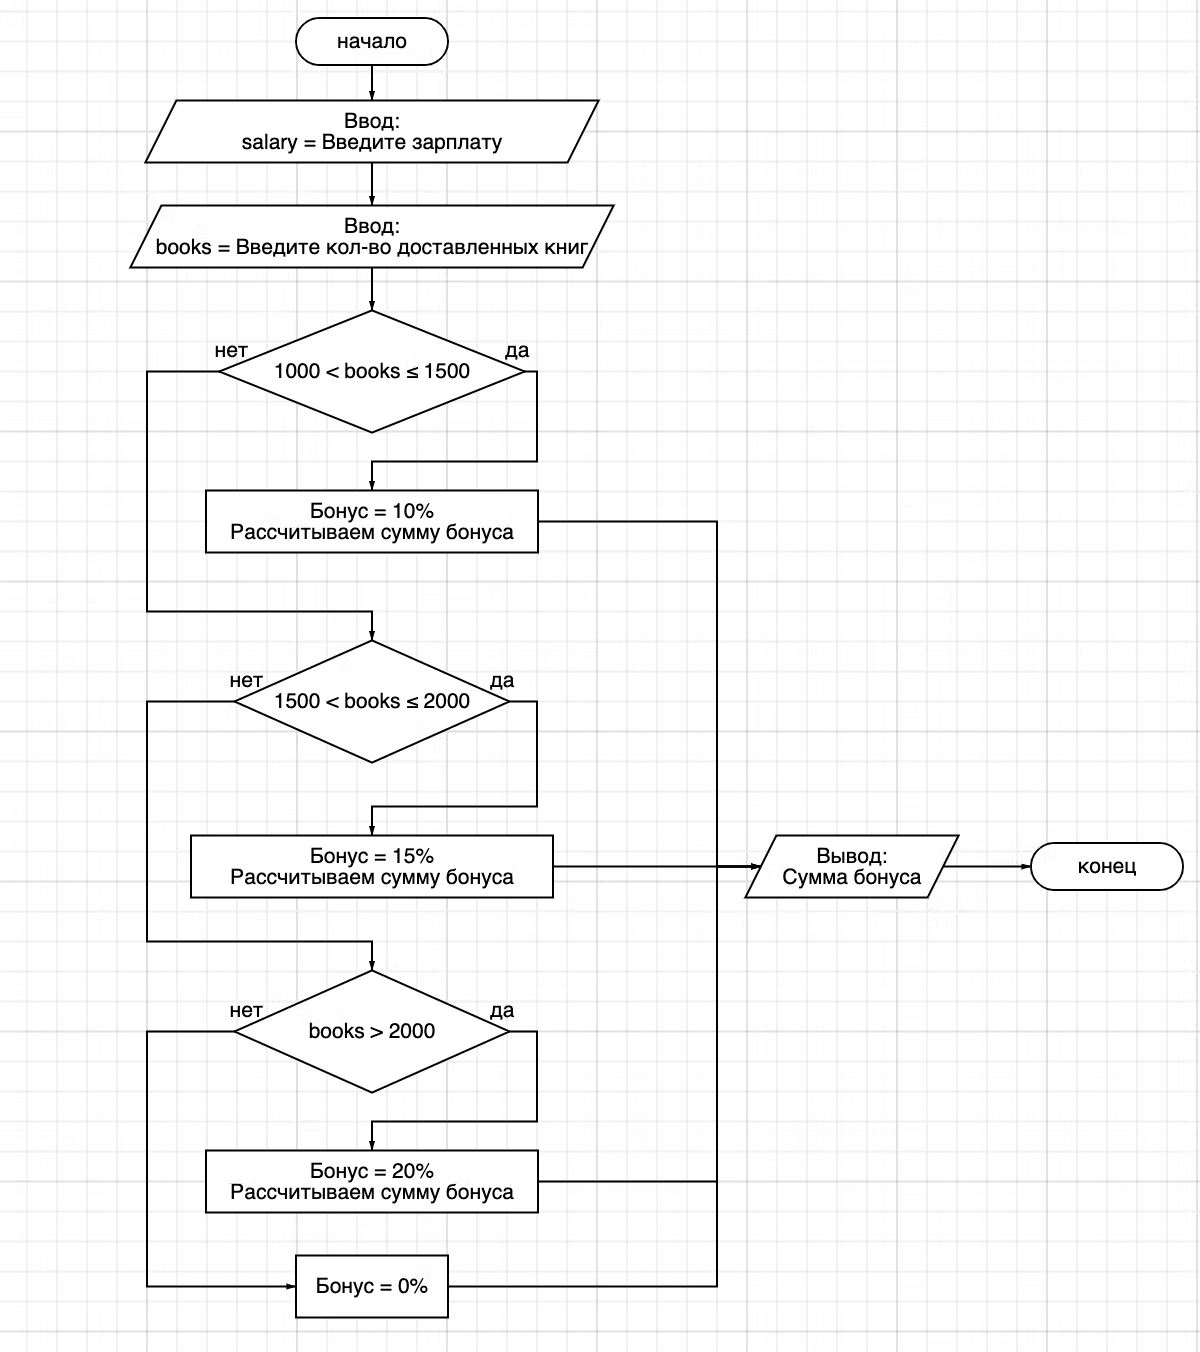 начало
Ввод:
salary = Введите зарплату
Ввод:
books = Введите кол-во доставленных книг
нет
да
1000 < books ≤ 1500
Бонус = 10%
Рассчитываем сумму бонуса
нет
да
1500 < books ≤ 2000
Бонус = 15%
Рассчитываем сумму бонуса
Вывод:
Сумма бонуса
конец
нет
да
books > 2000
Бонус = 20%
Рассчитываем сумму бонуса
Бонус = 0%